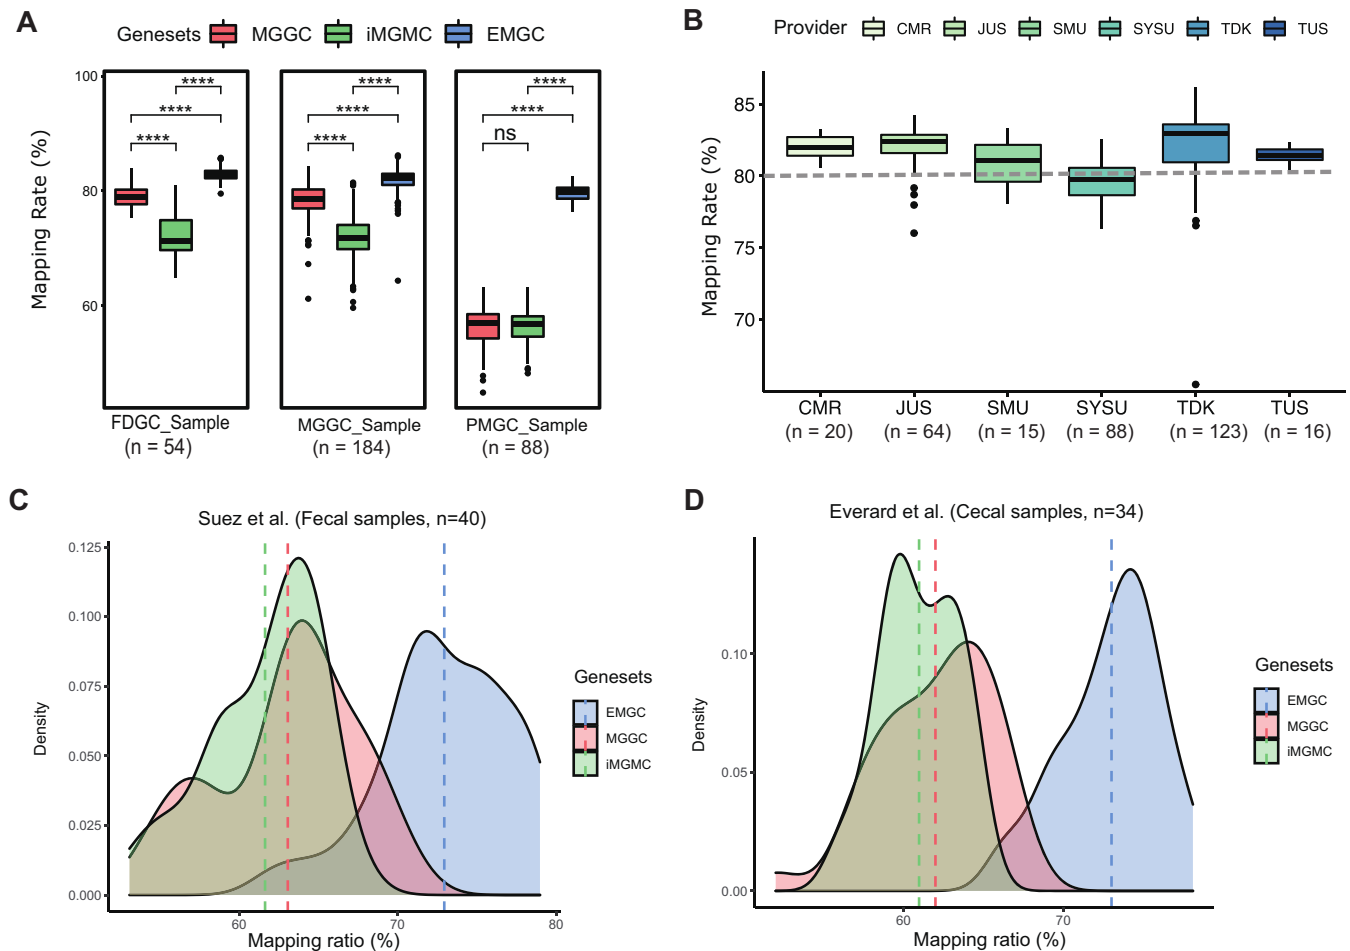 A
Genesets MGGC iMGMC EMGC
Mapping Rate (%)
100
80
60
**** **** ****
**** **** ****
**** **** ns
FDGC_Sample
(n = 54)
MGGC_Sample
(n = 184)
PMGC_Sample
(n = 88)
B
Provider CMR JUS SMU SYSU TDK TUS
Mapping Rate (%)
85
80
75
70
CMR JUS SMU SYSU TDK TUS
(n = 20) (n = 64) (n = 15) (n = 88) (n = 123) (n = 16)
C
Suez et al. (Fecal samples, n=40)
Density
0.125
0.100
0.075
0.050
0.025
0.000
60 70 80
Mapping ratio (%)
Genesets
EMGC
MGGC
iMGMC
D
Everard et al. (Cecal samples, n=34)
Density
0.10
0.05
0.00
60 70
Mapping ratio (%)
Genesets
EMGC
MGGC
iMGMC